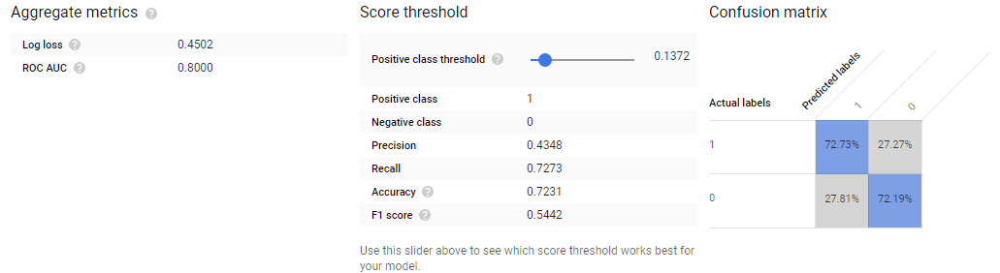 Aggregate metrics ?
Log loss ? 0.4502
ROC AUC ? 0.8000
Score threshold
Positive class threshold ? 0.1372
Positive class 1
Negative class 0
Precision 0.4348
Recall 0.7273
Accuracy ? 0.7231
F1 score ? 0.5442
Use this slider above to see which score threshold works best for
your model.
Confusion matrix
Predicted labels
Actual labels 1 0
1 72.73% 27.27%
0 27.81% 72.19%